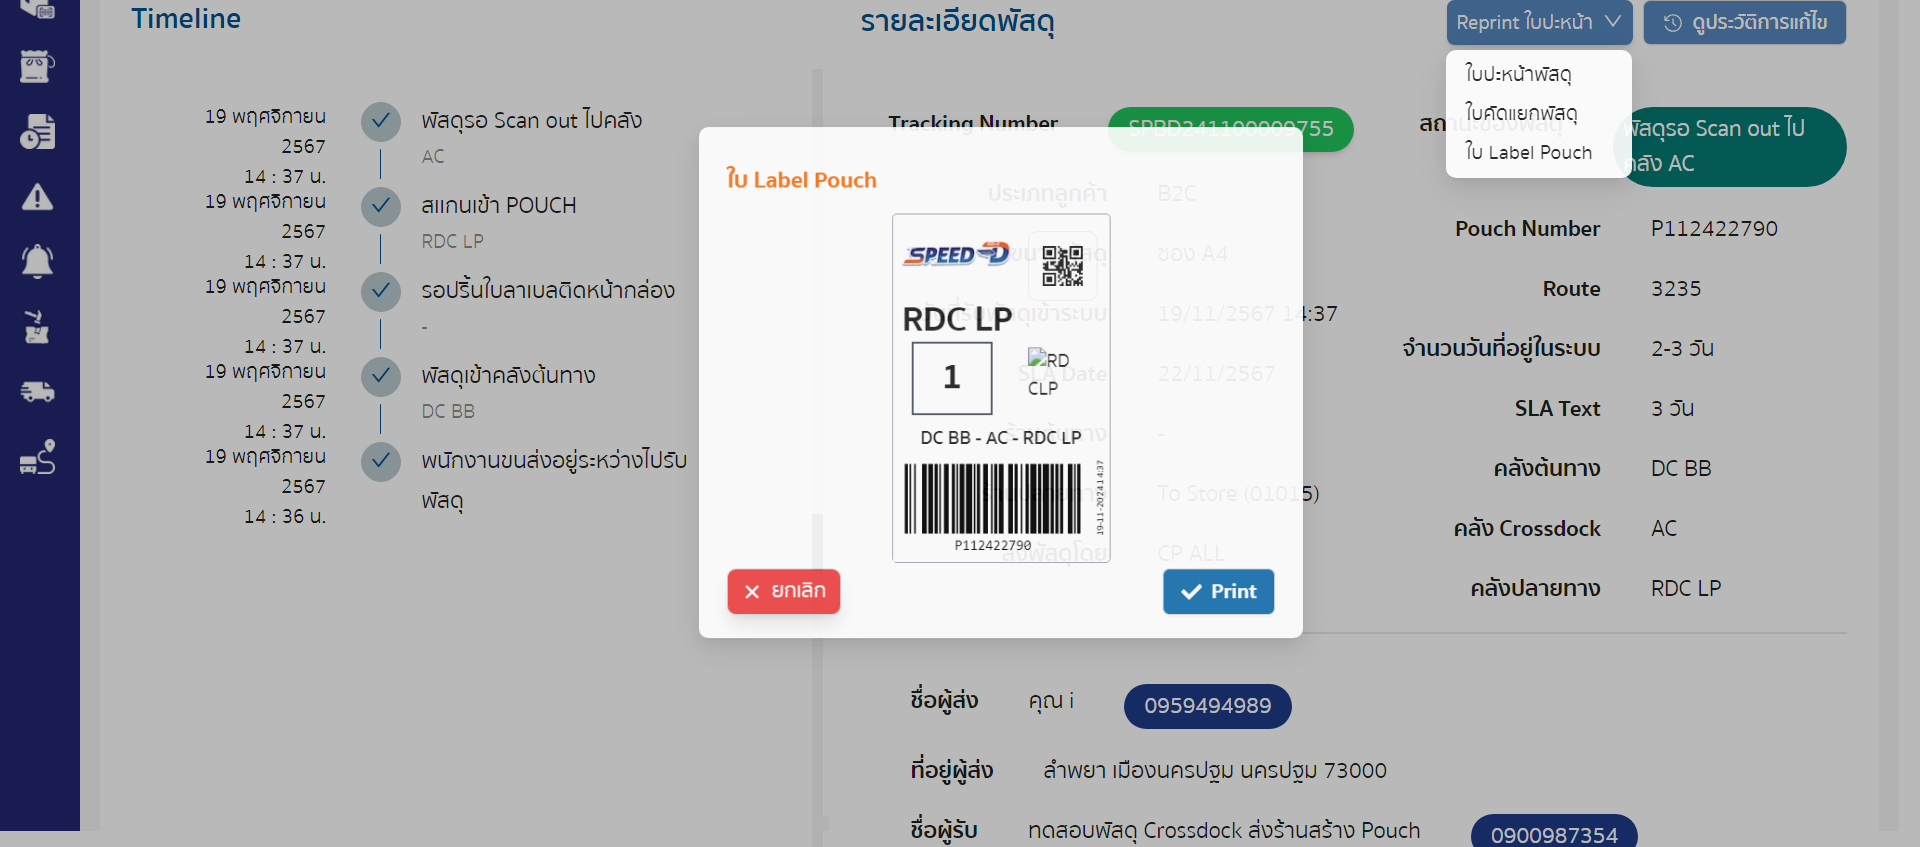 Timeline
รายละเอียดพัสดุ
Reprint ใบปะหน้า
ดูประวัติการแก้ไข
ใบปะหน้าพัสดุ
ใบคัดแยกพัสดุ
ใบ Label Pouch
19 พฤศจิกายน
2567
14 : 37 น.
พัสดุรอ Scan out ไปคลัง
AC
19 พฤศจิกายน
2567
14 : 37 น.
สแกนเข้า POUCH
RDC LP
19 พฤศจิกายน
2567
14 : 37 น.
รอปริ้นใบลาเบลติดหน้ากล่อง
-
19 พฤศจิกายน
2567
14 : 37 น.
พัสดุเข้าคลังต้นทาง
DC BB
19 พฤศจิกายน
2567
14 : 36 น.
พนักงานขนส่งอยู่ระหว่างไปรับ
พัสดุ
Tracking Number
SPBD241100009755
สถานะของพัสดุ
พัสดุรอ Scan out ไป
คลัง AC
ประเภทลูกค้า
B2C
Pouch Number
P112422790
ซอง A4
Route
3235
19/11/2567 14:37
จำนวนวันที่อยู่ในระบบ
2-3 วัน
SLA Date
22/11/2567
SLA Text
3 วัน
-
คลังต้นทาง
DC BB
To Store (01015)
คลัง Crossdock
AC
ส่งพัสดุโดย
CP ALL
คลังปลายทาง
RDC LP
ใบ Label Pouch
SPEED-D
RDC LP
1
RD
CLP
DC BB - AC - RDC LP
19-11-2024 14:37
P112422790
ยกเลิก
Print
ชื่อผู้ส่ง
คุณ i
0959494989
ที่อยู่ผู้ส่ง
ลำพยา เมืองนครปฐม นครปฐม 73000
ชื่อผู้รับ
ทดสอบพัสดุ Crossdock ส่งร้านสร้าง Pouch
0900987354